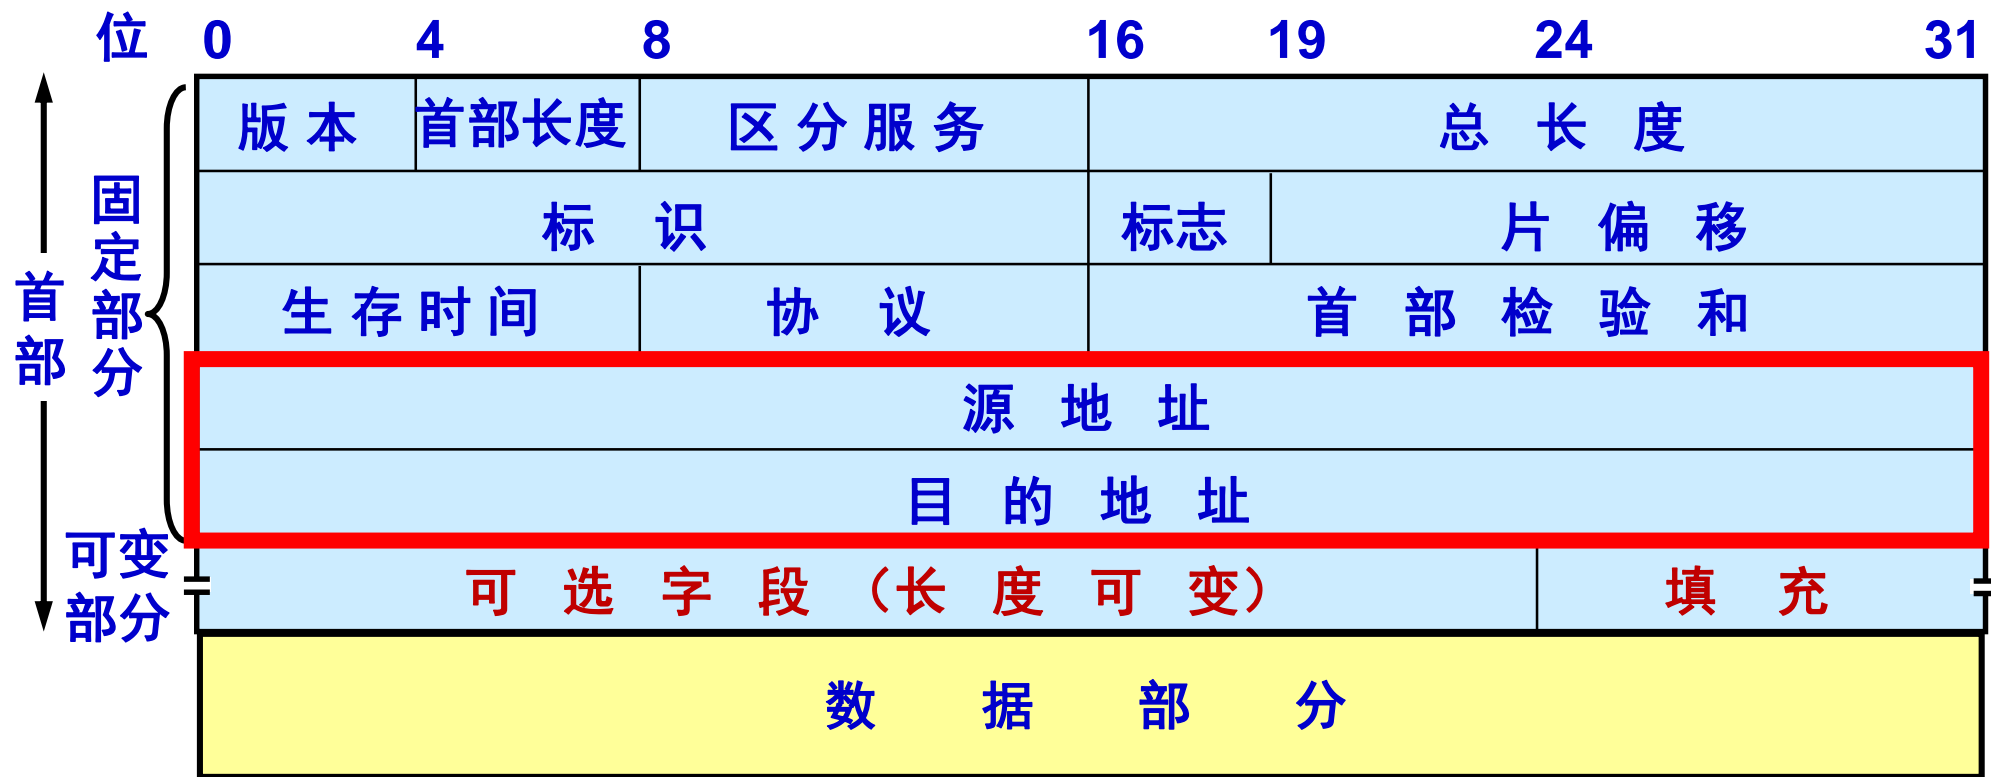 位 0 4 8 16 19 24 31
版本 首部长度 区分服务 总长度
标识 标志 片偏移
生存时间 协议 首部检验和
源地址
目的地址
可选字段（长度可变） 填充
数据部分
首部
固定部分
可变
部分